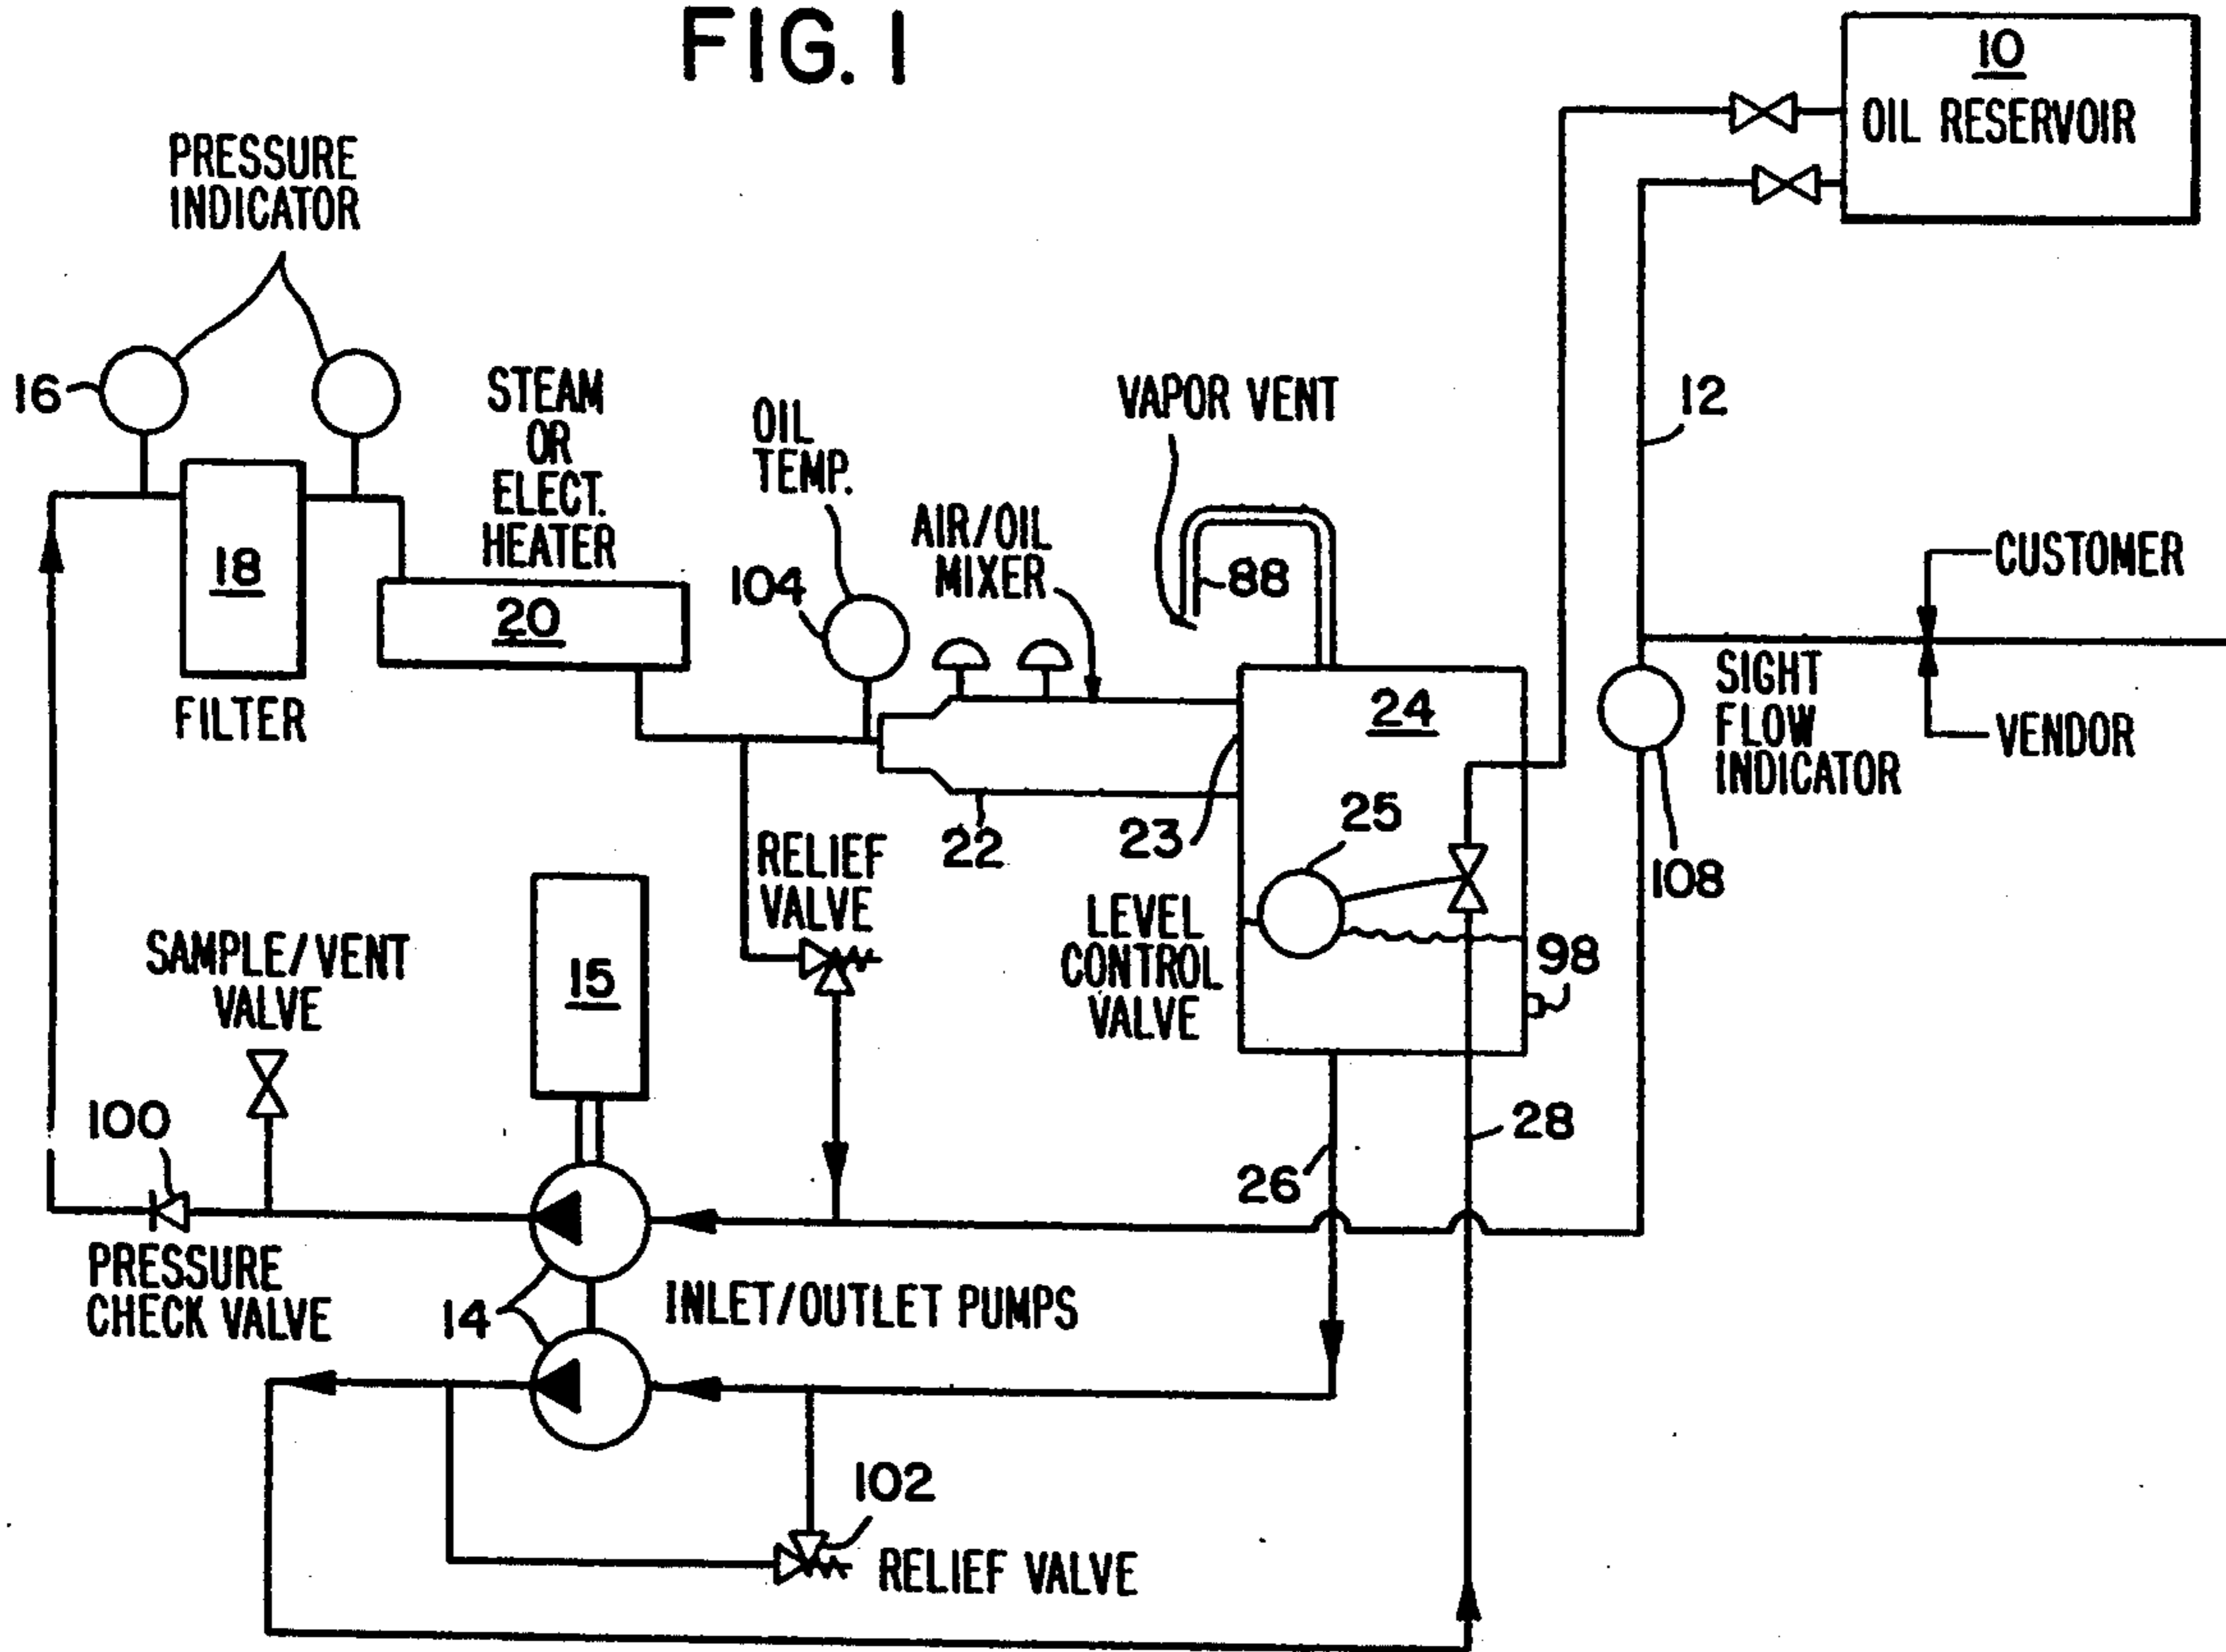 FIG. 1
10
OIL RESERVOIR
PRESSURE
INDICATOR
16
18
FILTER
STEAM
OR
ELECT.
HEATER
20
OIL
TEMP.
104
AIR/OIL
MIXER
VAPOR VENT
88
12
CUSTOMER
VENDOR
SIGHT
FLOW
INDICATOR
108
24
23
22
25
RELIEF
VALVE
LEVEL
CONTROL
VALVE
98
15
SAMPLE/VENT
VALVE
100
PRESSURE
CHECK VALVE
14
INLET/OUTLET PUMPS
26
28
102
RELIEF VALVE